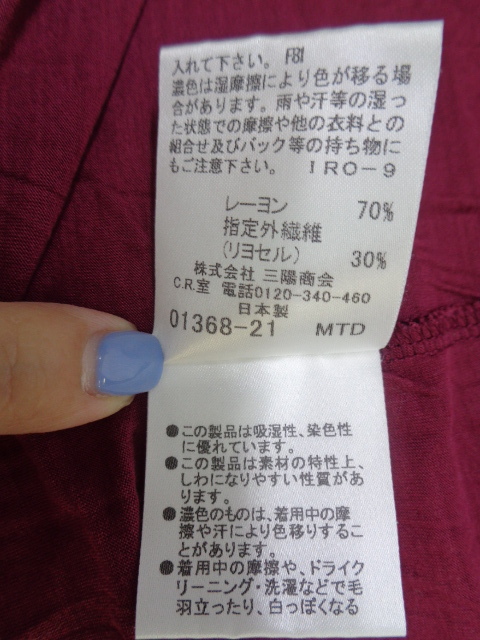 入れて下さい。 F81
濃色は湿摩擦により色が移る場
合があります。雨や汗等の湿っ
た状態での摩擦や他の衣料との
組合せ及びバック等の持ち物に
もご注意下さい。 IRO-9
レーヨン 70%
指定外繊維
(リヨセル) 30%
株式会社 三陽商会
C.R.室 電話0120-340-460
日本製
01368-21 MTD
●この製品は吸湿性、染色性
に優れています。
●この製品は素材の特性上、
しわになりやすい性質があ
ります。
●濃色のものは、着用中の摩
擦や汗により色移りするこ
とがあります。
●着用中の摩擦や、ドライク
リーニング・洗濯などで毛
羽立ったり、白っぽくなる